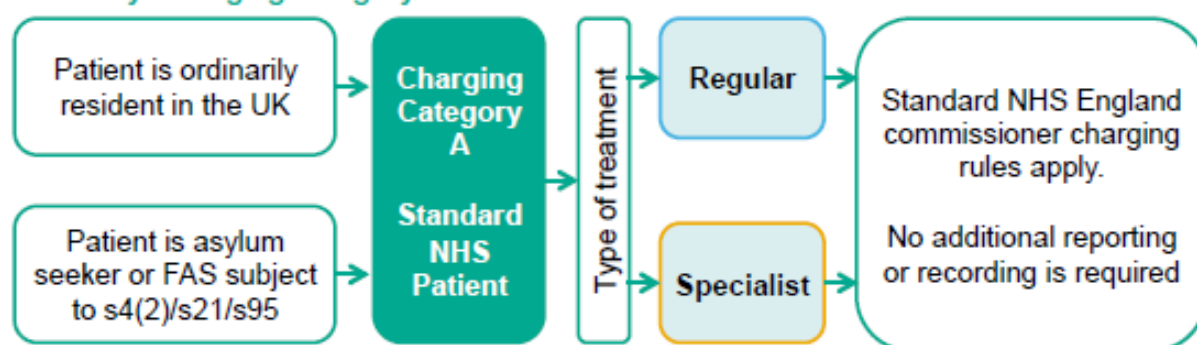 Patient is ordinarily
resident in the UK
Patient is asylum
seeker or FAS subject
to s4(2)/s21/s95
Charging
Category
A
Standard
NHS
Patient
Type of treatment
Regular
Specialist
Standard NHS England
commissioner charging
rules apply.
No additional reporting
or recording is required